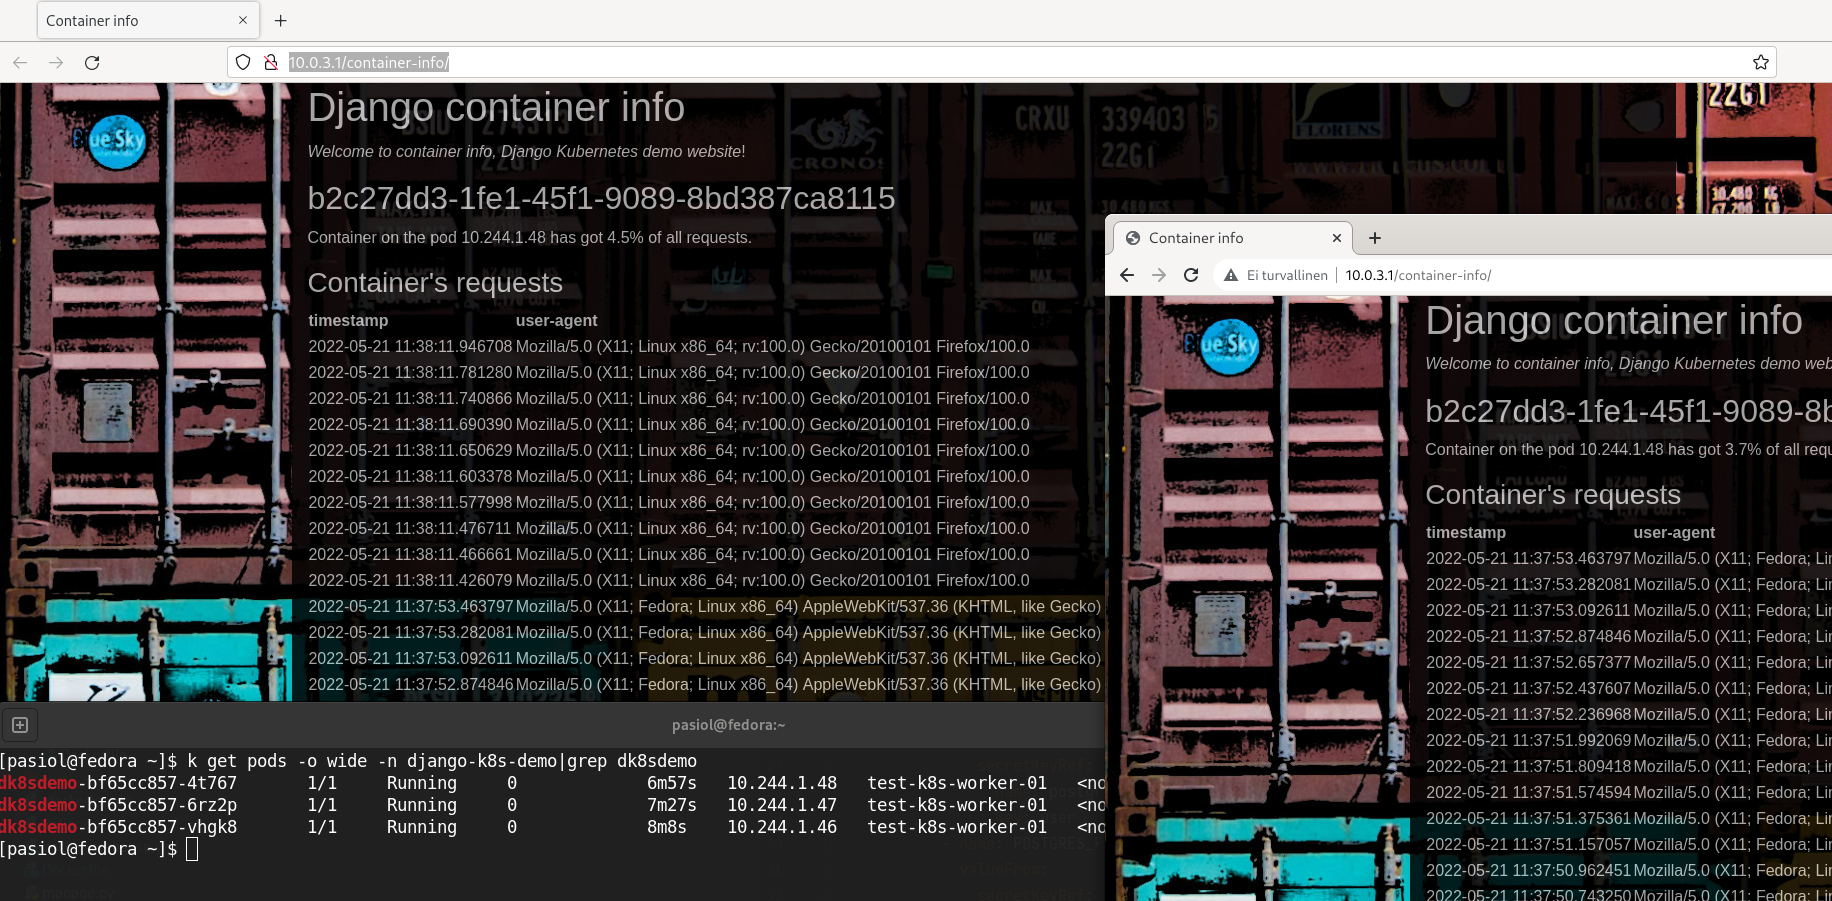 Container info
10.0.3.1/container-info/
Django container info
Welcome to container info, Django Kubernetes demo website!
b2c27dd3-1fe1-45f1-9089-8bd387ca8115
Container on the pod 10.244.1.48 has got 4.5% of all requests.
Container's requests
timestamp user-agent
2022-05-21 11:38:11.946708 Mozilla/5.0 (X11; Linux x86_64; rv:100.0) Gecko/20100101 Firefox/100.0
2022-05-21 11:38:11.781280 Mozilla/5.0 (X11; Linux x86_64; rv:100.0) Gecko/20100101 Firefox/100.0
2022-05-21 11:38:11.740866 Mozilla/5.0 (X11; Linux x86_64; rv:100.0) Gecko/20100101 Firefox/100.0
2022-05-21 11:38:11.690390 Mozilla/5.0 (X11; Linux x86_64; rv:100.0) Gecko/20100101 Firefox/100.0
2022-05-21 11:38:11.650629 Mozilla/5.0 (X11; Linux x86_64; rv:100.0) Gecko/20100101 Firefox/100.0
2022-05-21 11:38:11.603378 Mozilla/5.0 (X11; Linux x86_64; rv:100.0) Gecko/20100101 Firefox/100.0
2022-05-21 11:38:11.577998 Mozilla/5.0 (X11; Linux x86_64; rv:100.0) Gecko/20100101 Firefox/100.0
2022-05-21 11:38:11.476711 Mozilla/5.0 (X11; Linux x86_64; rv:100.0) Gecko/20100101 Firefox/100.0
2022-05-21 11:38:11.466661 Mozilla/5.0 (X11; Linux x86_64; rv:100.0) Gecko/20100101 Firefox/100.0
2022-05-21 11:38:11.426079 Mozilla/5.0 (X11; Linux x86_64; rv:100.0) Gecko/20100101 Firefox/100.0
2022-05-21 11:37:53.463797 Mozilla/5.0 (X11; Fedora; Linux x86_64) AppleWebKit/537.36 (KHTML, like Gecko)
2022-05-21 11:37:53.282081 Mozilla/5.0 (X11; Fedora; Linux x86_64) AppleWebKit/537.36 (KHTML, like Gecko)
2022-05-21 11:37:53.092611 Mozilla/5.0 (X11; Fedora; Linux x86_64) AppleWebKit/537.36 (KHTML, like Gecko)
2022-05-21 11:37:52.874846 Mozilla/5.0 (X11; Fedora; Linux x86_64) AppleWebKit/537.36 (KHTML, like Gecko)
ue Sky
CRXU 339403 5
22G1
CRONOS
FLORENS
22G1
pasiol@fedora:~
[pasiol@fedora ~]$ k get pods -o wide -n django-k8s-demo|grep dk8sdemo
dk8sdemo-bf65cc857-4t767 1/1 Running 0 6m57s 10.244.1.48 test-k8s-worker-01 <no
dk8sdemo-bf65cc857-6rz2p 1/1 Running 0 7m27s 10.244.1.47 test-k8s-worker-01 <no
dk8sdemo-bf65cc857-vhgk8 1/1 Running 0 8m8s 10.244.1.46 test-k8s-worker-01 <no
[pasiol@fedora ~]$
Container info
Ei turvallinen 10.0.3.1/container-info/
Django container info
Welcome to container info, Django Kubernetes demo web
b2c27dd3-1fe1-45f1-9089-8b
Container on the pod 10.244.1.48 has got 3.7% of all requ
Container's requests
timestamp user-agent
2022-05-21 11:37:53.463797 Mozilla/5.0 (X11; Fedora; Li
2022-05-21 11:37:53.282081 Mozilla/5.0 (X11; Fedora; Li
2022-05-21 11:37:53.092611 Mozilla/5.0 (X11; Fedora; Li
2022-05-21 11:37:52.874846 Mozilla/5.0 (X11; Fedora; Li
2022-05-21 11:37:52.657377 Mozilla/5.0 (X11; Fedora; Li
2022-05-21 11:37:52.437607 Mozilla/5.0 (X11; Fedora; Li
2022-05-21 11:37:52.236968 Mozilla/5.0 (X11; Fedora; Li
2022-05-21 11:37:51.992069 Mozilla/5.0 (X11; Fedora; Li
2022-05-21 11:37:51.809418 Mozilla/5.0 (X11; Fedora; Li
2022-05-21 11:37:51.574594 Mozilla/5.0 (X11; Fedora; Li
2022-05-21 11:37:51.375361 Mozilla/5.0 (X11; Fedora; Li
2022-05-21 11:37:51.157057 Mozilla/5.0 (X11; Fedora; Li
2022-05-21 11:37:50.962451 Mozilla/5.0 (X11; Fedora; Li
2022-05-21 11:37:50.743250 Mozilla/5.0 (X11; Fedora; Li
ue Sky